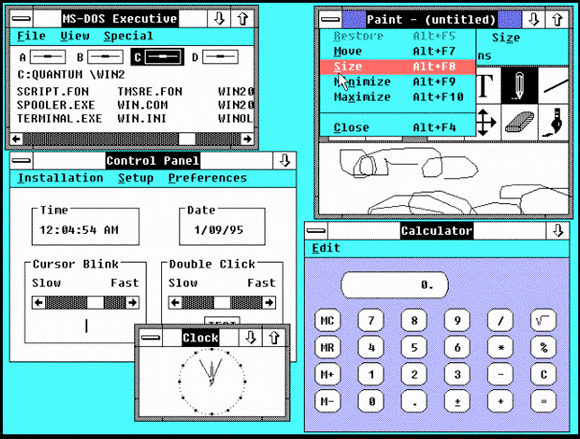 MS-DOS Executive
File View Special
A B C D
C:QUANTUM \WIN2
SCRIPT.FON TMSRE.FON WIN20
SPOOLER.EXE WIN.COM WIN20
TERMINAL.EXE WIN.INI WINOL
Paint - (untitled)
Restore Alt+F5
Move Alt+F7
Size Alt+F8
Minimize Alt+F9
Maximize Alt+F10
Close Alt+F4
Size
ns
T
Control Panel
Installation Setup Preferences
Time
12:04:54 AM
Date
1/09/95
Cursor Blink
Slow Fast
Double Click
Slow Fast
Clock
Calculator
Edit
0.
MC 7 8 9 / √
MR 4 5 6 * %
M+ 1 2 3 - C
M- 0 . ± + =